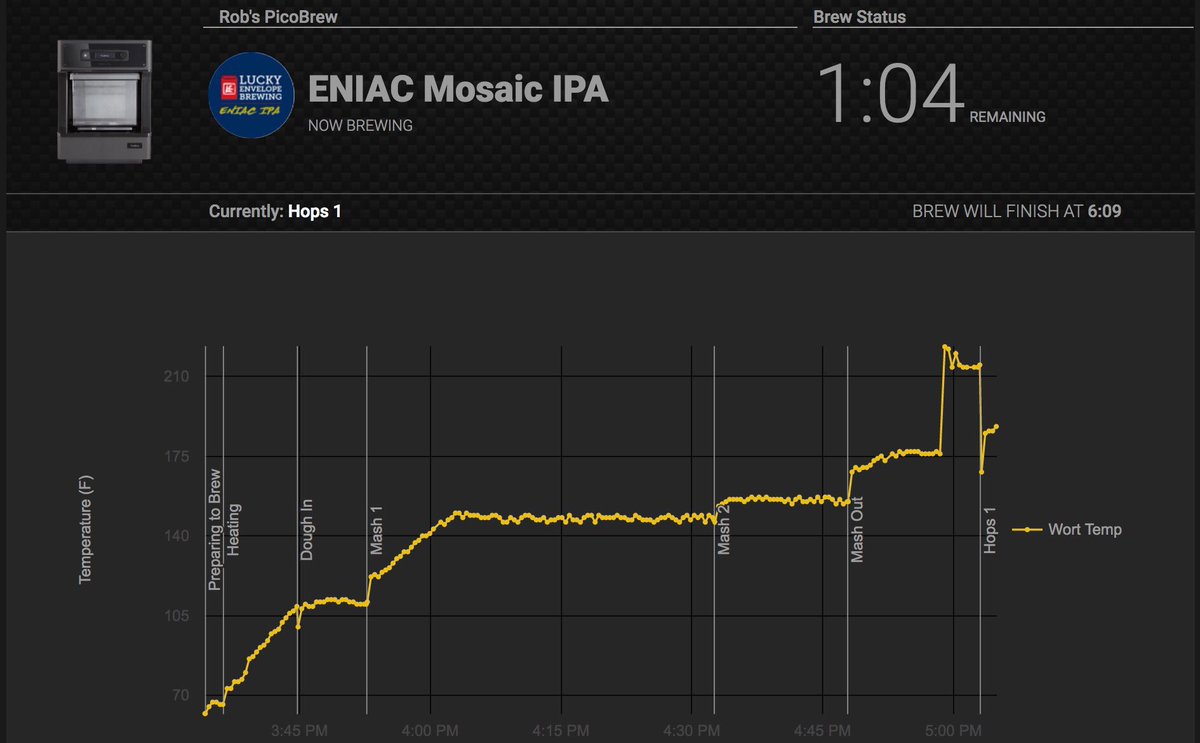 Rob's PicoBrew
Brew Status
LUCKY
ENVELOPE
BREWING
ENIAC IPA
ENIAC Mosaic IPA
NOW BREWING
1:04 REMAINING
Currently: Hops 1
BREW WILL FINISH AT 6:09
Temperature (F)
210
175
140
105
70
Preparing to Brew
Heating
Dough In
Mash 1
Mash 2
Mash Out
Hops 1
Wort Temp
3:45 PM
4:00 PM
4:15 PM
4:30 PM
4:45 PM
5:00 PM